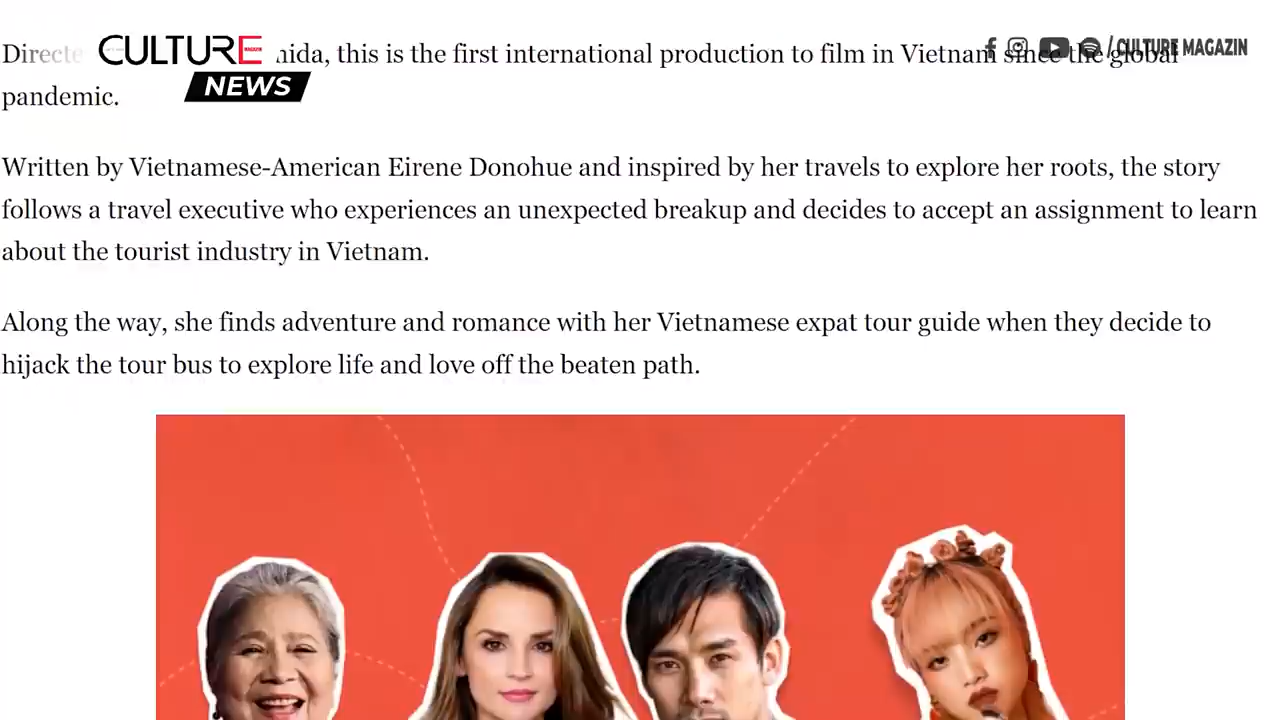 CULTURE
MAGAZIN
NEWS
/ CULTURE MAGAZIN
this is the first international production to film in Vietnam since the global
pandemic.
Written by Vietnamese-American Eirene Donohue and inspired by her travels to explore her roots, the story
follows a travel executive who experiences an unexpected breakup and decides to accept an assignment to learn
about the tourist industry in Vietnam.
Along the way, she finds adventure and romance with her Vietnamese expat tour guide when they decide to
hijack the tour bus to explore life and love off the beaten path.